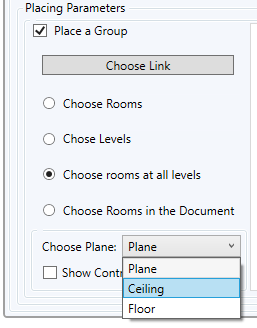 Placing Parameters
Place a Group
Choose Link
Choose Rooms
Chose Levels
Choose rooms at all levels
Choose Rooms in the Document
Choose Plane: Plane
Plane
Show
Ceiling
Floor